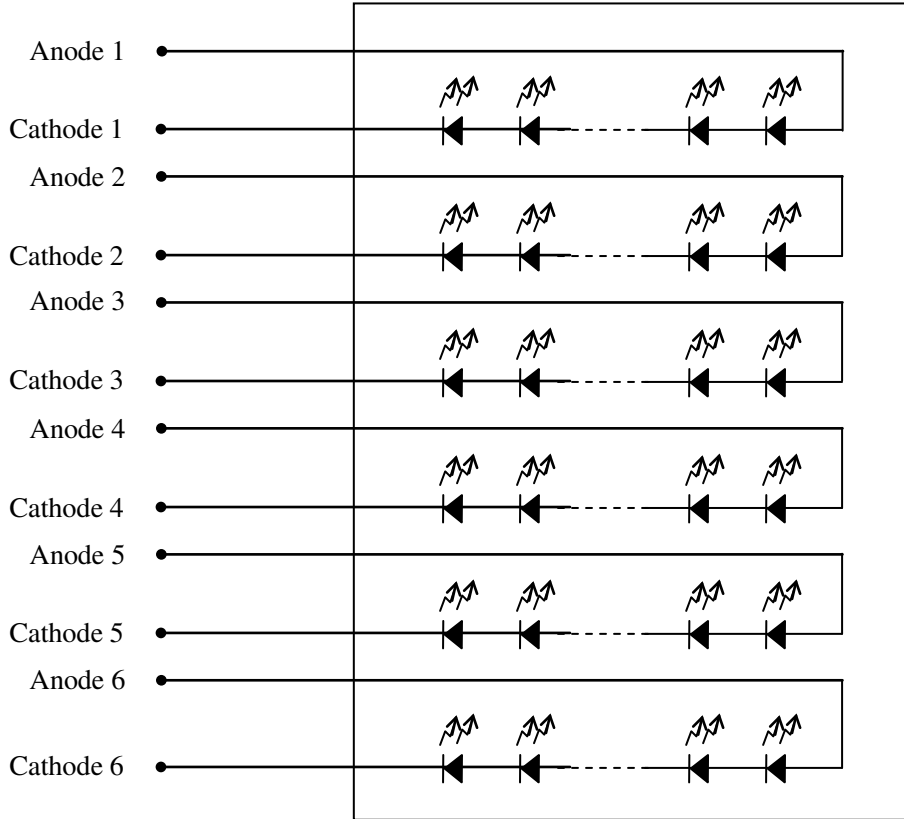 Anode 1
Cathode 1
Anode 2
Cathode 2
Anode 3
Cathode 3
Anode 4
Cathode 4
Anode 5
Cathode 5
Anode 6
Cathode 6